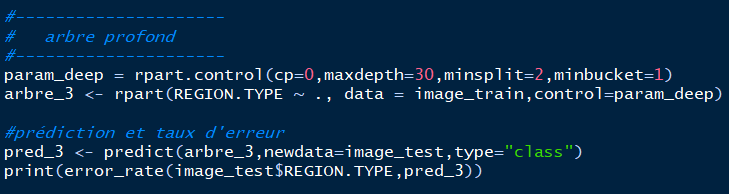 #---------------------
#   arbre profond
#---------------------
param_deep = rpart.control(cp=0,maxdepth=30,minsplit=2,minbucket=1)
arbre_3 <- rpart(REGION.TYPE ~ ., data = image_train,control=param_deep)
#prédiction et taux d'erreur
pred_3 <- predict(arbre_3,newdata=image_test,type="class")
print(error_rate(image_test$REGION.TYPE,pred_3))